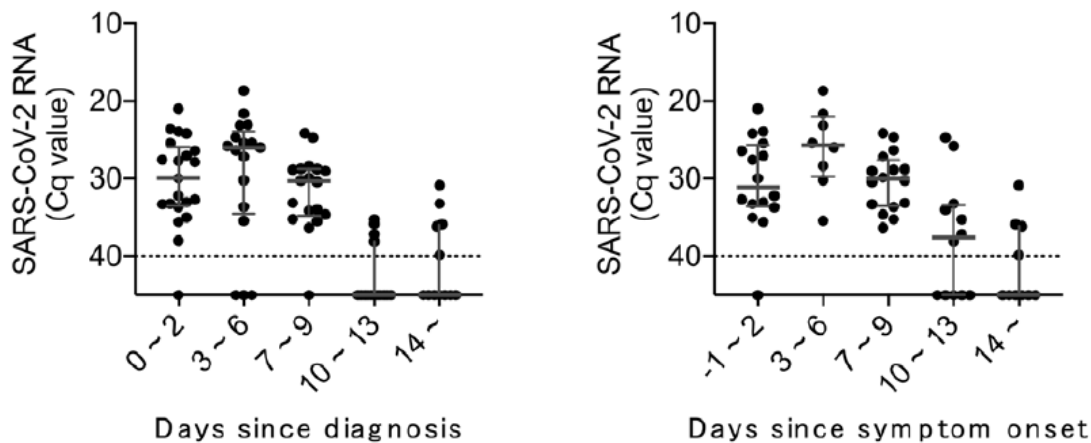 SARS-CoV-2 RNA
(Cq value)
10
20
30
40
0 ~ 2
3 ~ 6
7 ~ 9
10 ~ 13
14 ~
Days since diagnosis
SARS-CoV-2 RNA
(Cq value)
10
20
30
40
-1 ~ 2
3 ~ 6
7 ~ 9
10 ~ 13
14 ~
Days since symptom onset